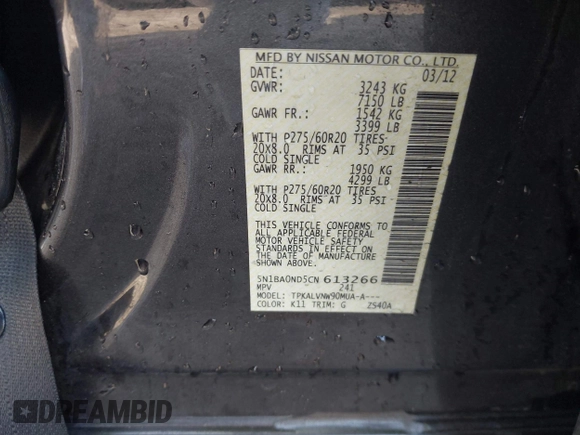 MFD BY NISSAN MOTOR CO., LTD.
DATE: 03/12
GVWR: 3243 KG
7150 LB
GAWR FR.: 1542 KG
3399 LB
WITH P275/60R20 TIRES
20X8.0 RIMS AT 35 PSI
COLD SINGLE
GAWR RR.: 1950 KG
4299 LB
WITH P275/60R20 TIRES
20X8.0 RIMS AT 35 PSI
COLD SINGLE
THIS VEHICLE CONFORMS TO
ALL APPLICABLE FEDERAL
MOTOR VEHICLE SAFETY
STANDARDS IN EFFECT ON
THE DATE OF MANUFACTURE
SHOWN ABOVE.
5N1BA0ND5CN 613266
MPV 241
MODEL: TPKALVNW90MUA-A---
COLOR: K11 TRIM: G ZS40A
DREAMBID